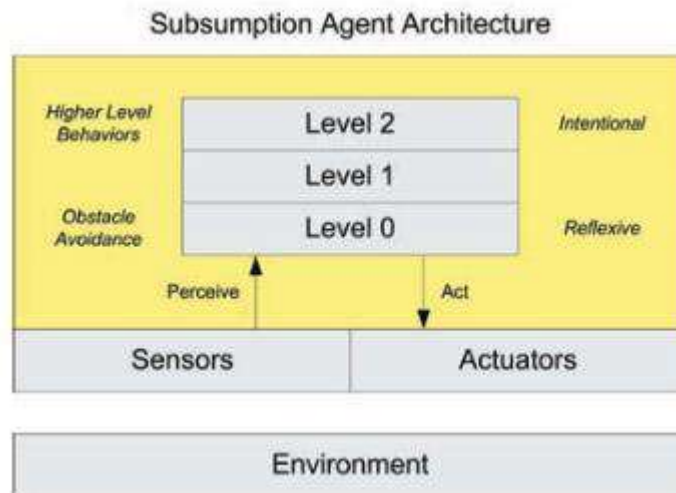 Subsumption Agent Architecture
Higher Level
Behaviors
Level 2
Intentional
Level 1
Obstacle
Avoidance
Level 0
Reflexive
Perceive
Act
Sensors
Actuators
Environment